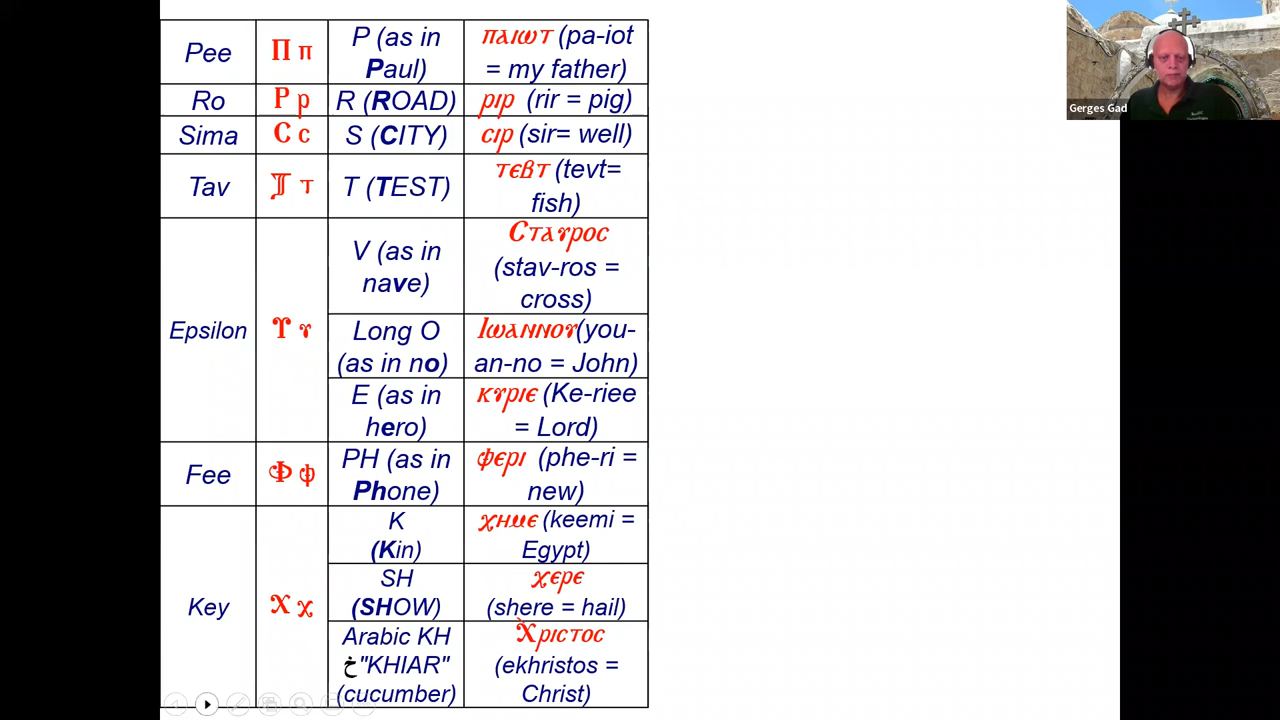 Pee
Ⲡ ⲡ
P (as in
Paul)
ⲡⲁⲓⲱⲧ (pa-iot
= my father)
Ro
Ⲣ ⲣ
R (ROAD)
ⲣⲓⲣ (rir = pig)
Sima
Ⲥ ⲥ
S (CITY)
ⲥⲓⲣ (sir= well)
Tav
Ⲧ ⲧ
T (TEST)
ⲧⲉⲃⲧ (tevt=
fish)
Epsilon
Ⲩ ⲩ
V (as in
nave)
Ⲥⲧⲁⲩⲣⲟⲥ
(stav-ros =
cross)
Long O
(as in no)
Ⲓⲱⲁⲛⲛⲟⲩ(you-
an-no = John)
E (as in
hero)
ⲕⲩⲣⲓⲉ (Ke-riee
= Lord)
Fee
Ⲫ ⲫ
PH (as in
Phone)
ⲫⲉⲣⲓ (phe-ri =
new)
Key
Ⲭ ⲭ
K
(Kin)
ⲭⲏⲙⲉ (keemi =
Egypt)
SH
(SHOW)
ⲭⲉⲣⲉ
(shere = hail)
Arabic KH
خ"KHIAR"
(cucumber)
Ⲭ̀ⲣⲓⲥⲧⲟⲥ
(ekhristos =
Christ)
Gerges Gad